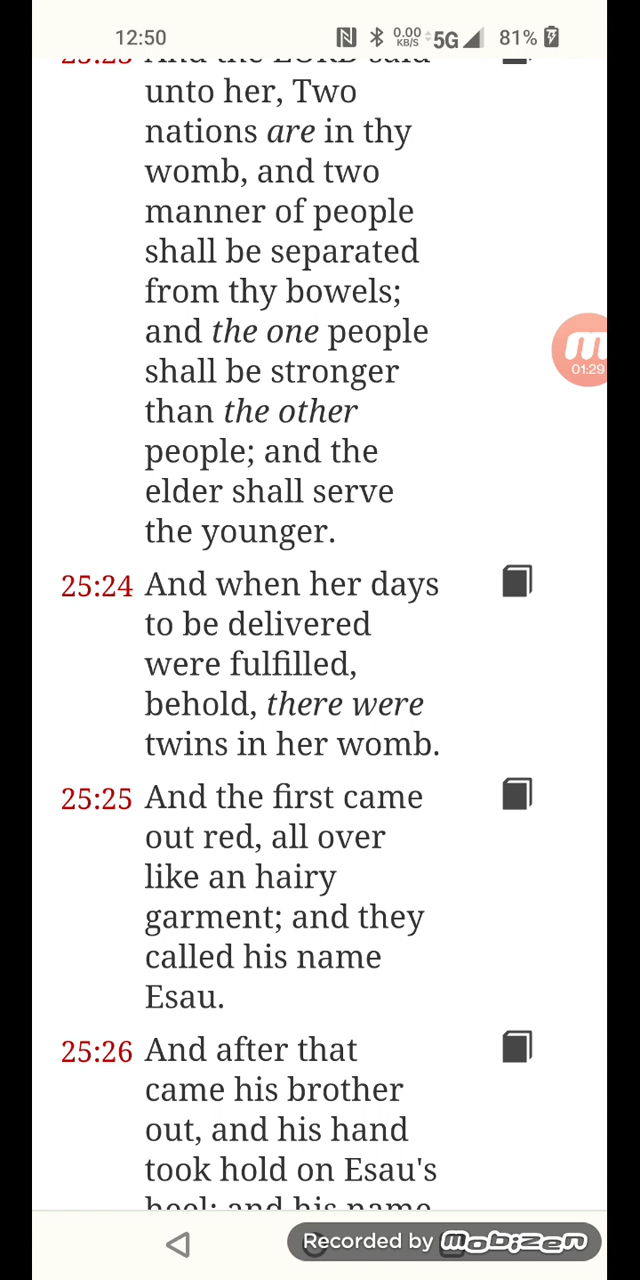 12:50 0.00 KB/S 5G 81%
unto her, Two
nations are in thy
womb, and two
manner of people
shall be separated
from thy bowels;
and the one people
shall be stronger
than the other
people; and the
elder shall serve
the younger.
25:24 And when her days
to be delivered
were fulfilled,
behold, there were
twins in her womb.
25:25 And the first came
out red, all over
like an hairy
garment; and they
called his name
Esau.
25:26 And after that
came his brother
out, and his hand
took hold on Esau's
heel; and his name
01:29
Recorded by mobizen